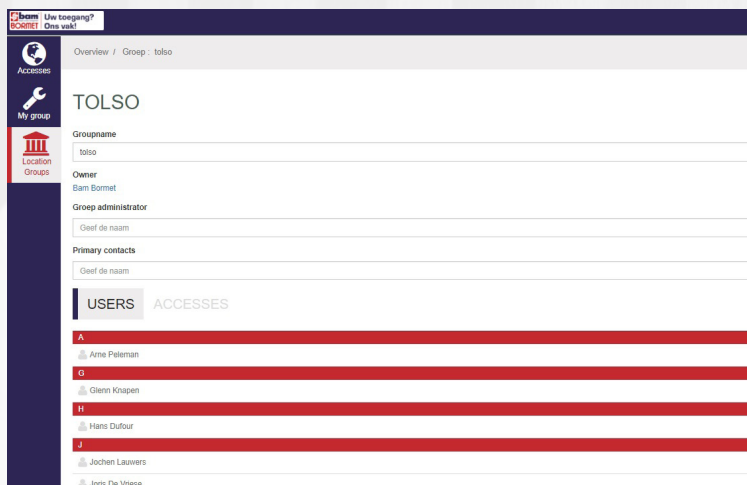 bam Uw toegang?
BORMET Ons vak!
Accesses
My group
Location
Groups
Overview / Groep : tolso
TOLSO
Groupname
tolso
Owner
Bam Bormet
Groep administrator
Geef de naam
Primary contacts
Geef de naam
USERS ACCESSES
A
Arne Peleman
G
Glenn Knapen
H
Hans Dufour
J
Jochen Lauwers
Joris De Vriese